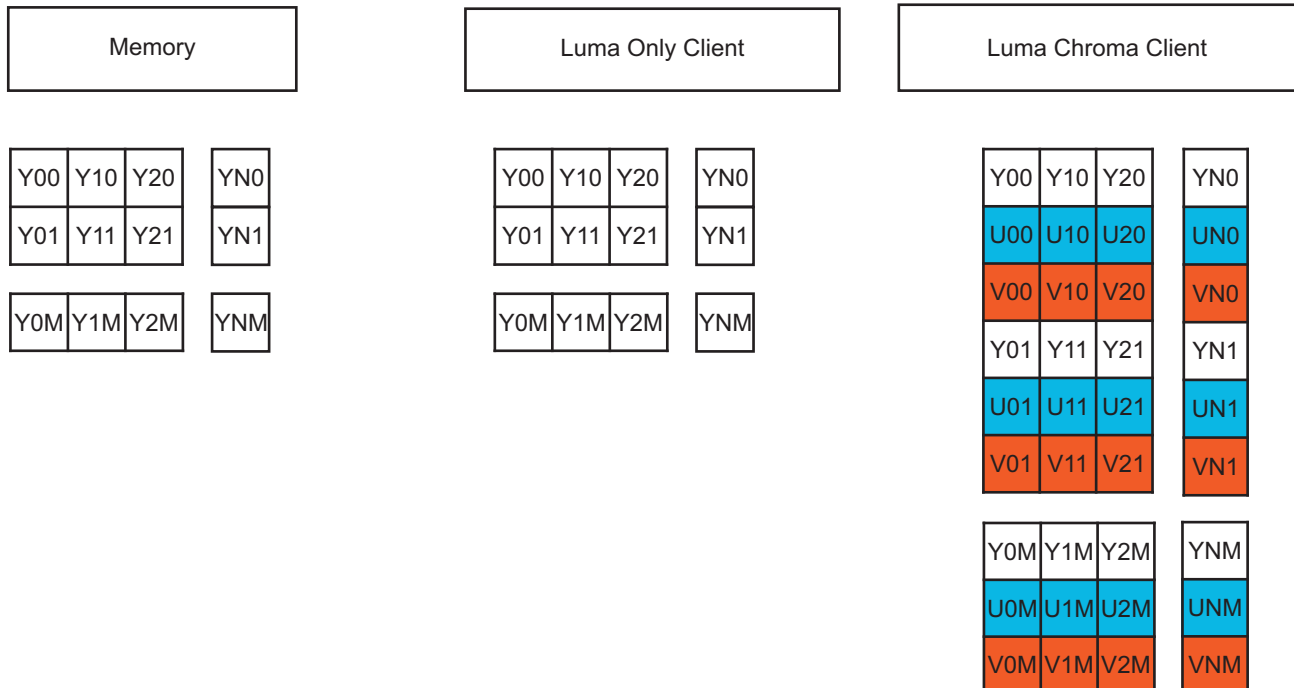 Memory
Luma Only Client
Luma Chroma Client
Y00 Y10 Y20 YN0
Y01 Y11 Y21 YN1
Y0M Y1M Y2M YNM
Y00 Y10 Y20 YN0
Y01 Y11 Y21 YN1
Y0M Y1M Y2M YNM
Y00 Y10 Y20 YN0
U00 U10 U20 UN0
V00 V10 V20 VN0
Y01 Y11 Y21 YN1
U01 U11 U21 UN1
V01 V11 V21 VN1
Y0M Y1M Y2M YNM
U0M U1M U2M UNM
V0M V1M V2M VNM